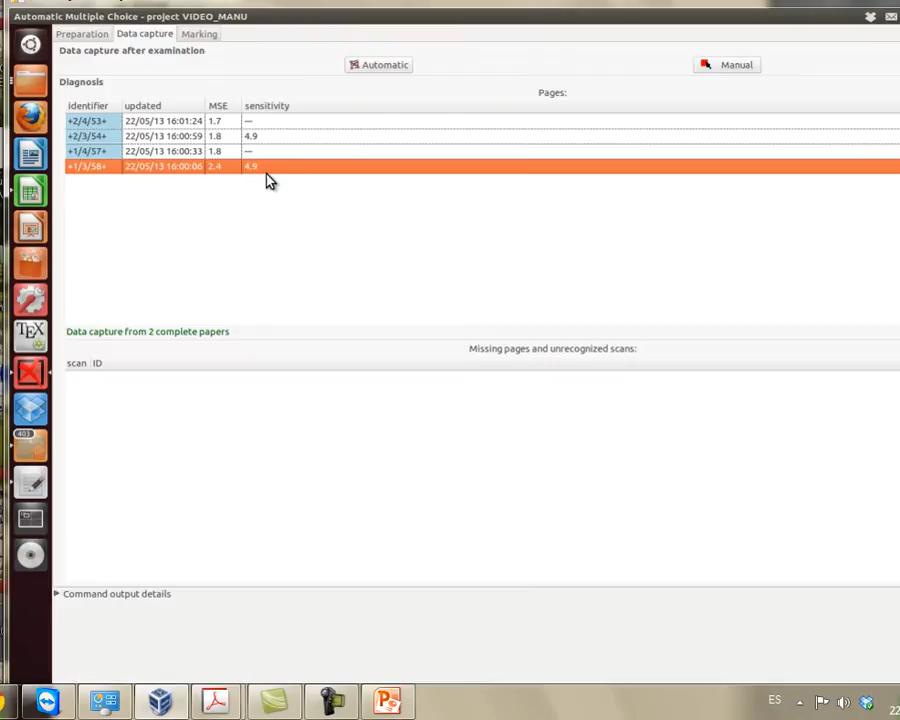 Automatic Multiple Choice - project VIDEO_MANU
Preparation Data capture Marking
Data capture after examination
Automatic Manual
Diagnosis
Pages:
identifier updated MSE sensitivity
+2/4/53+ 22/05/13 16:01:24 1.7 —
+2/3/54+ 22/05/13 16:00:59 1.8 4.9
+1/4/57+ 22/05/13 16:00:33 1.8 —
+1/3/58+ 22/05/13 16:00:06 2.4 4.9
Data capture from 2 complete papers
Missing pages and unrecognized scans:
scan ID
TEX
403
Command output details
ES
22